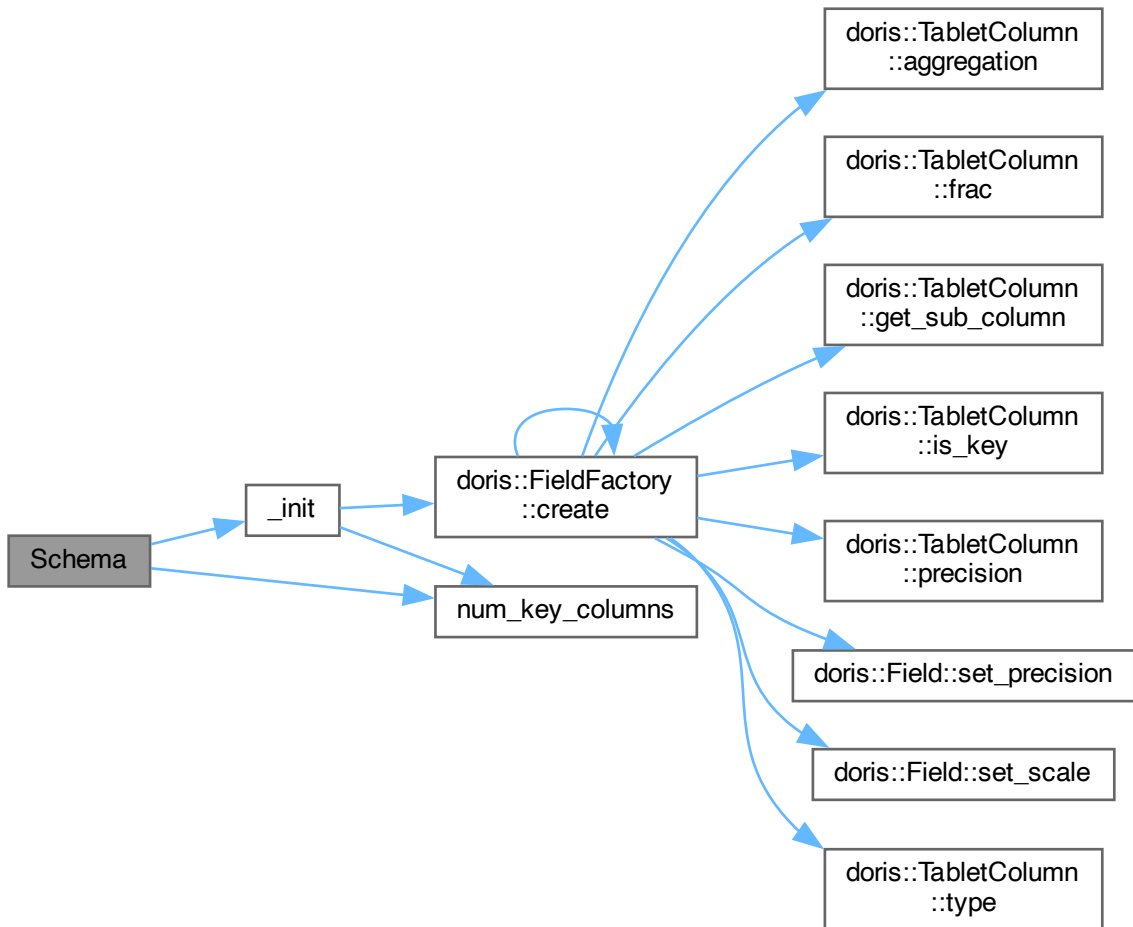 Schema
_init
num_key_columns
doris::FieldFactory
::create
doris::TabletColumn
::aggregation
doris::TabletColumn
::frac
doris::TabletColumn
::get_sub_column
doris::TabletColumn
::is_key
doris::TabletColumn
::precision
doris::Field::set_precision
doris::Field::set_scale
doris::TabletColumn
::type